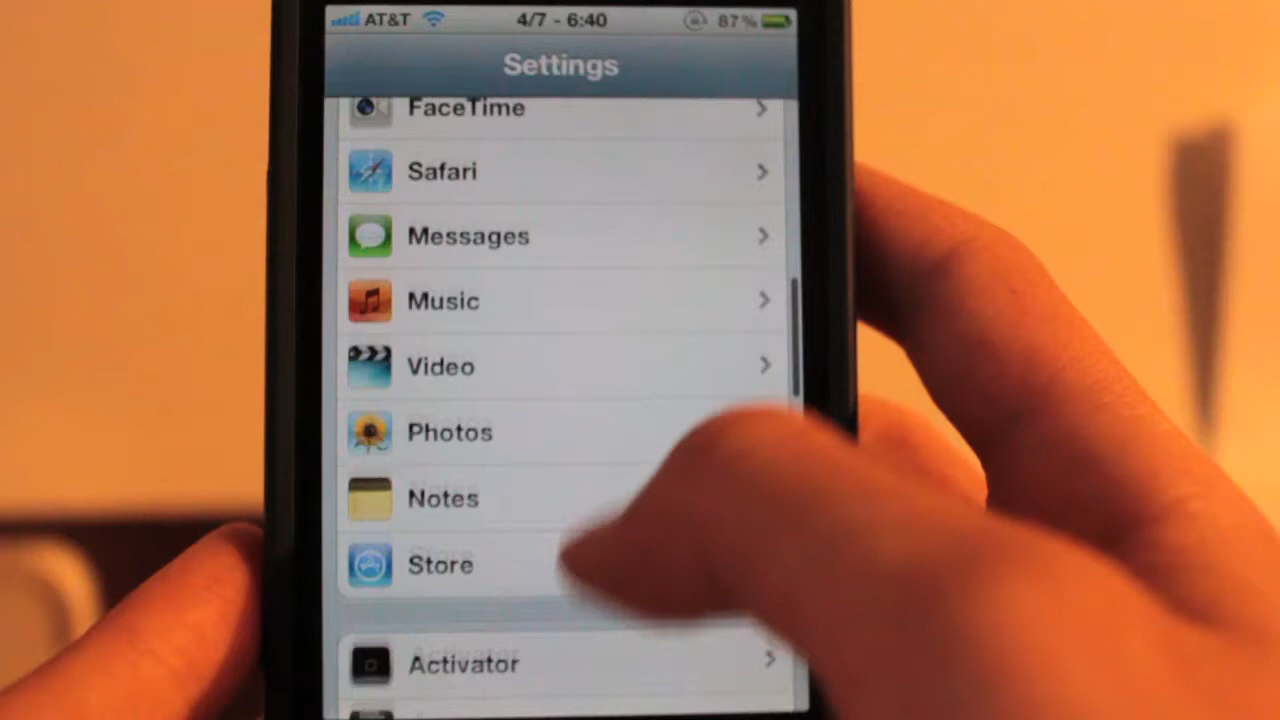 AT&T 4/7 - 6:40 87%
Settings
FaceTime
Safari
Messages
Music
Video
Photos
Notes
Store
Activator